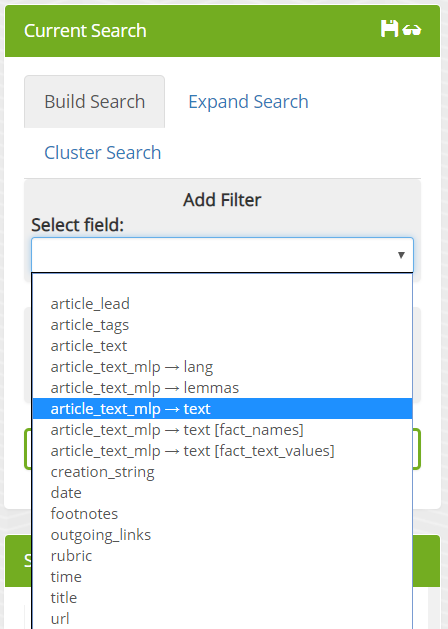 Current Search
Build Search
Expand Search
Cluster Search
Add Filter
Select field:
article_lead
article_tags
article_text
article_text_mlp → lang
article_text_mlp → lemmas
article_text_mlp → text
article_text_mlp → text [fact_names]
article_text_mlp → text [fact_text_values]
creation_string
date
footnotes
outgoing_links
rubric
time
title
url